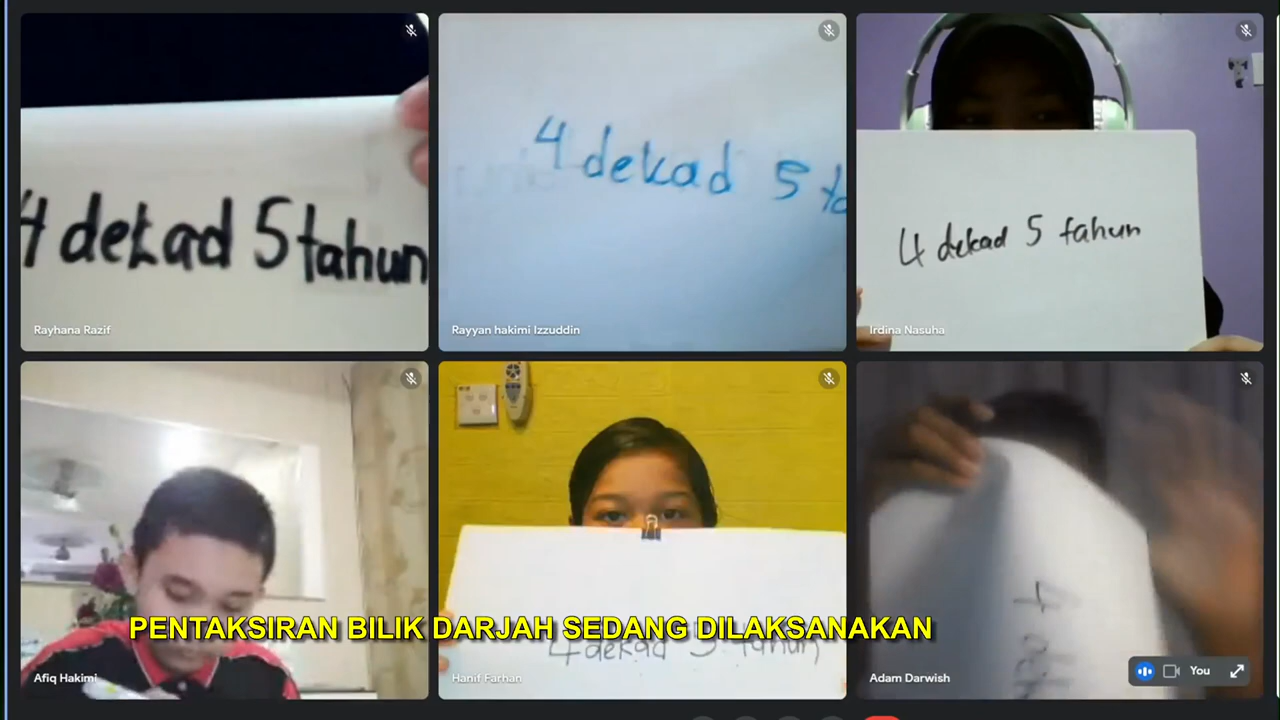 4 dekad 5 tahun
Rayhana Razif
4 dekad 5 ta
Rayyan hakimi Izzuddin
4 dekad 5 tahun
Irdina Nasuha
Afiq Hakimi
PENTAKSIRAN BILIK DARJAH SEDANG DILAKSANAKAN
4 dekad 5 tahun
Hanif Farhan
Adam Darwish
You